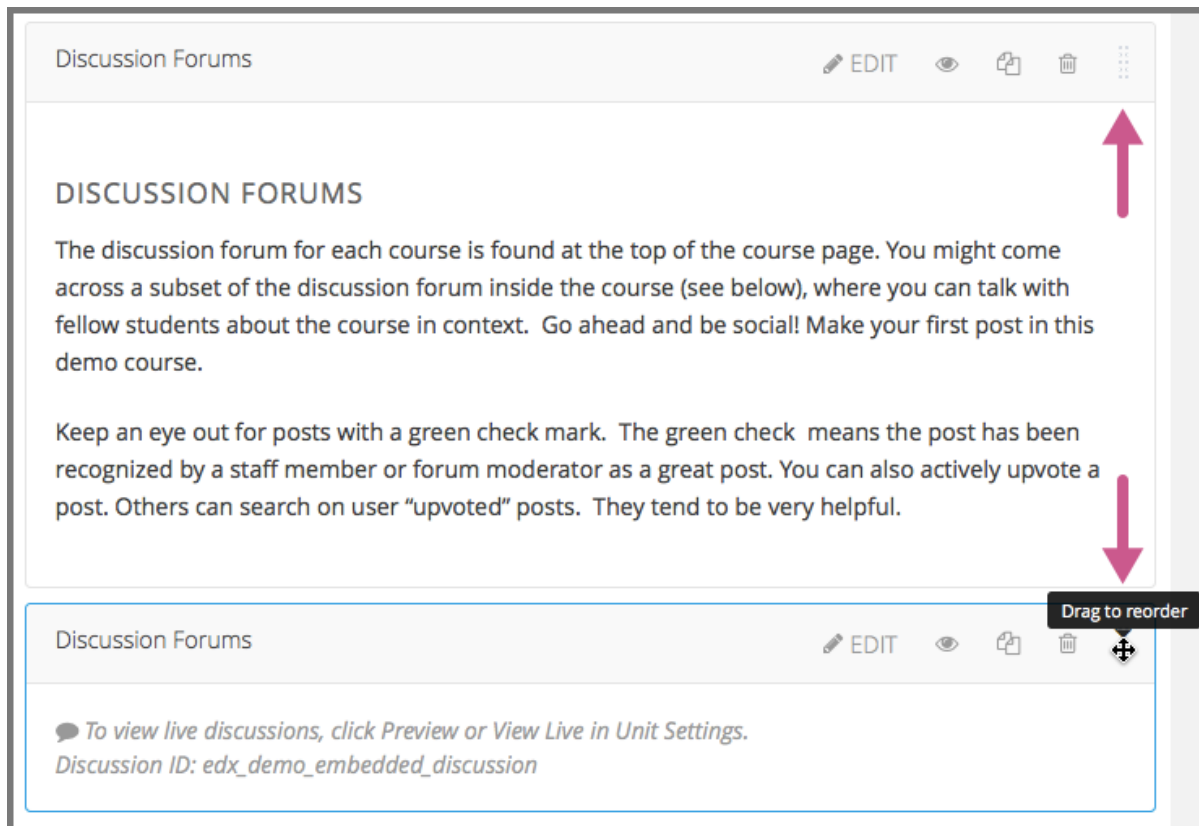 Discussion Forums
EDIT
DISCUSSION FORUMS
The discussion forum for each course is found at the top of the course page. You might come
across a subset of the discussion forum inside the course (see below), where you can talk with
fellow students about the course in context.  Go ahead and be social! Make your first post in this
demo course.
Keep an eye out for posts with a green check mark.  The green check  means the post has been
recognized by a staff member or forum moderator as a great post. You can also actively upvote a
post. Others can search on user “upvoted” posts.  They tend to be very helpful.
Drag to reorder
Discussion Forums
EDIT
To view live discussions, click Preview or View Live in Unit Settings.
Discussion ID: edx_demo_embedded_discussion